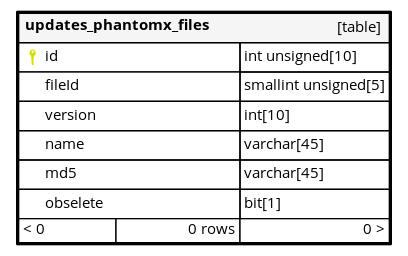 updates_phantomx_files [table]
id int unsigned[10]
fileId smallint unsigned[5]
version int[10]
name varchar[45]
md5 varchar[45]
obselete bit[1]
< 0 0 rows 0 >